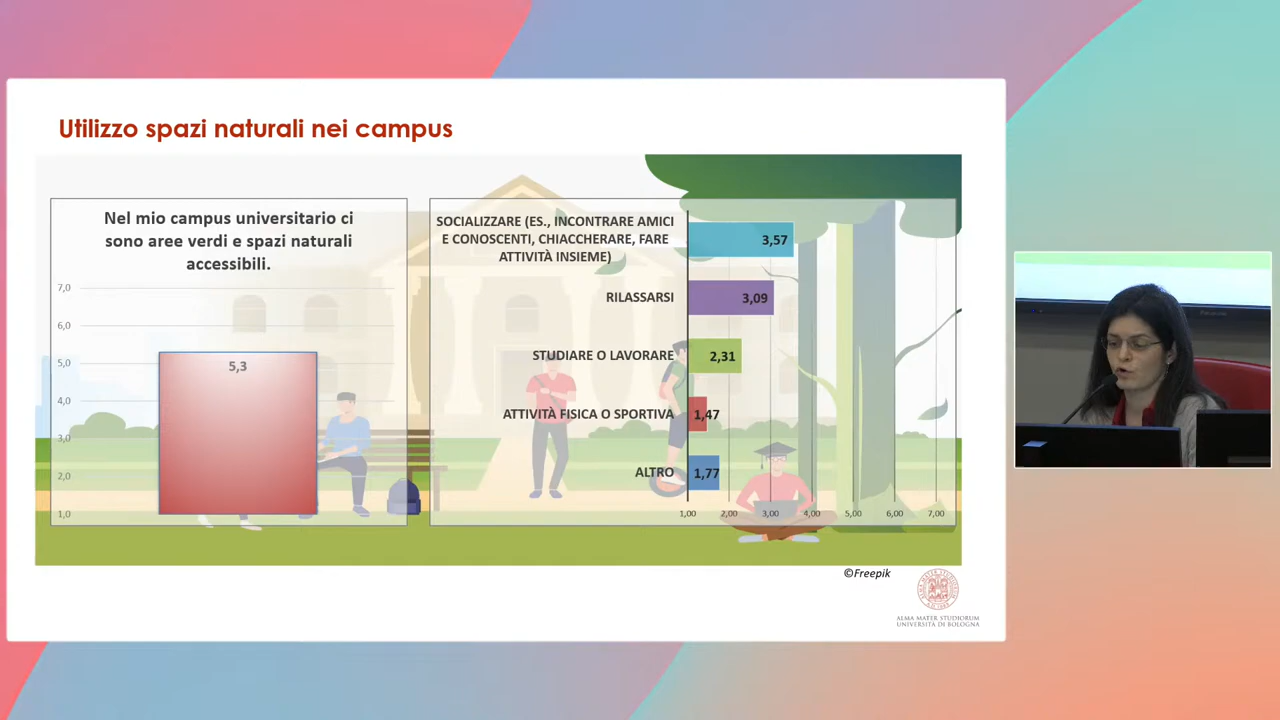 Utilizzo spazi naturali nei campus
Nel mio campus universitario ci
sono aree verdi e spazi naturali
accessibili.
7,0
6,0
5,0
4,0
3,0
2,0
1,0
5,3
SOCIALIZZARE (ES., INCONTRARE AMICI
E CONOSCENTI, CHIACCHERARE, FARE
ATTIVITÀ INSIEME)
3,57
RILASSARSI
3,09
STUDIARE O LAVORARE
2,31
ATTIVITÀ FISICA O SPORTIVA
1,47
ALTRO
1,77
1,00 2,00 3,00 4,00 5,00 6,00 7,00
©Freepik
ALMA MATER STUDIORUM
UNIVERSITÀ DI BOLOGNA